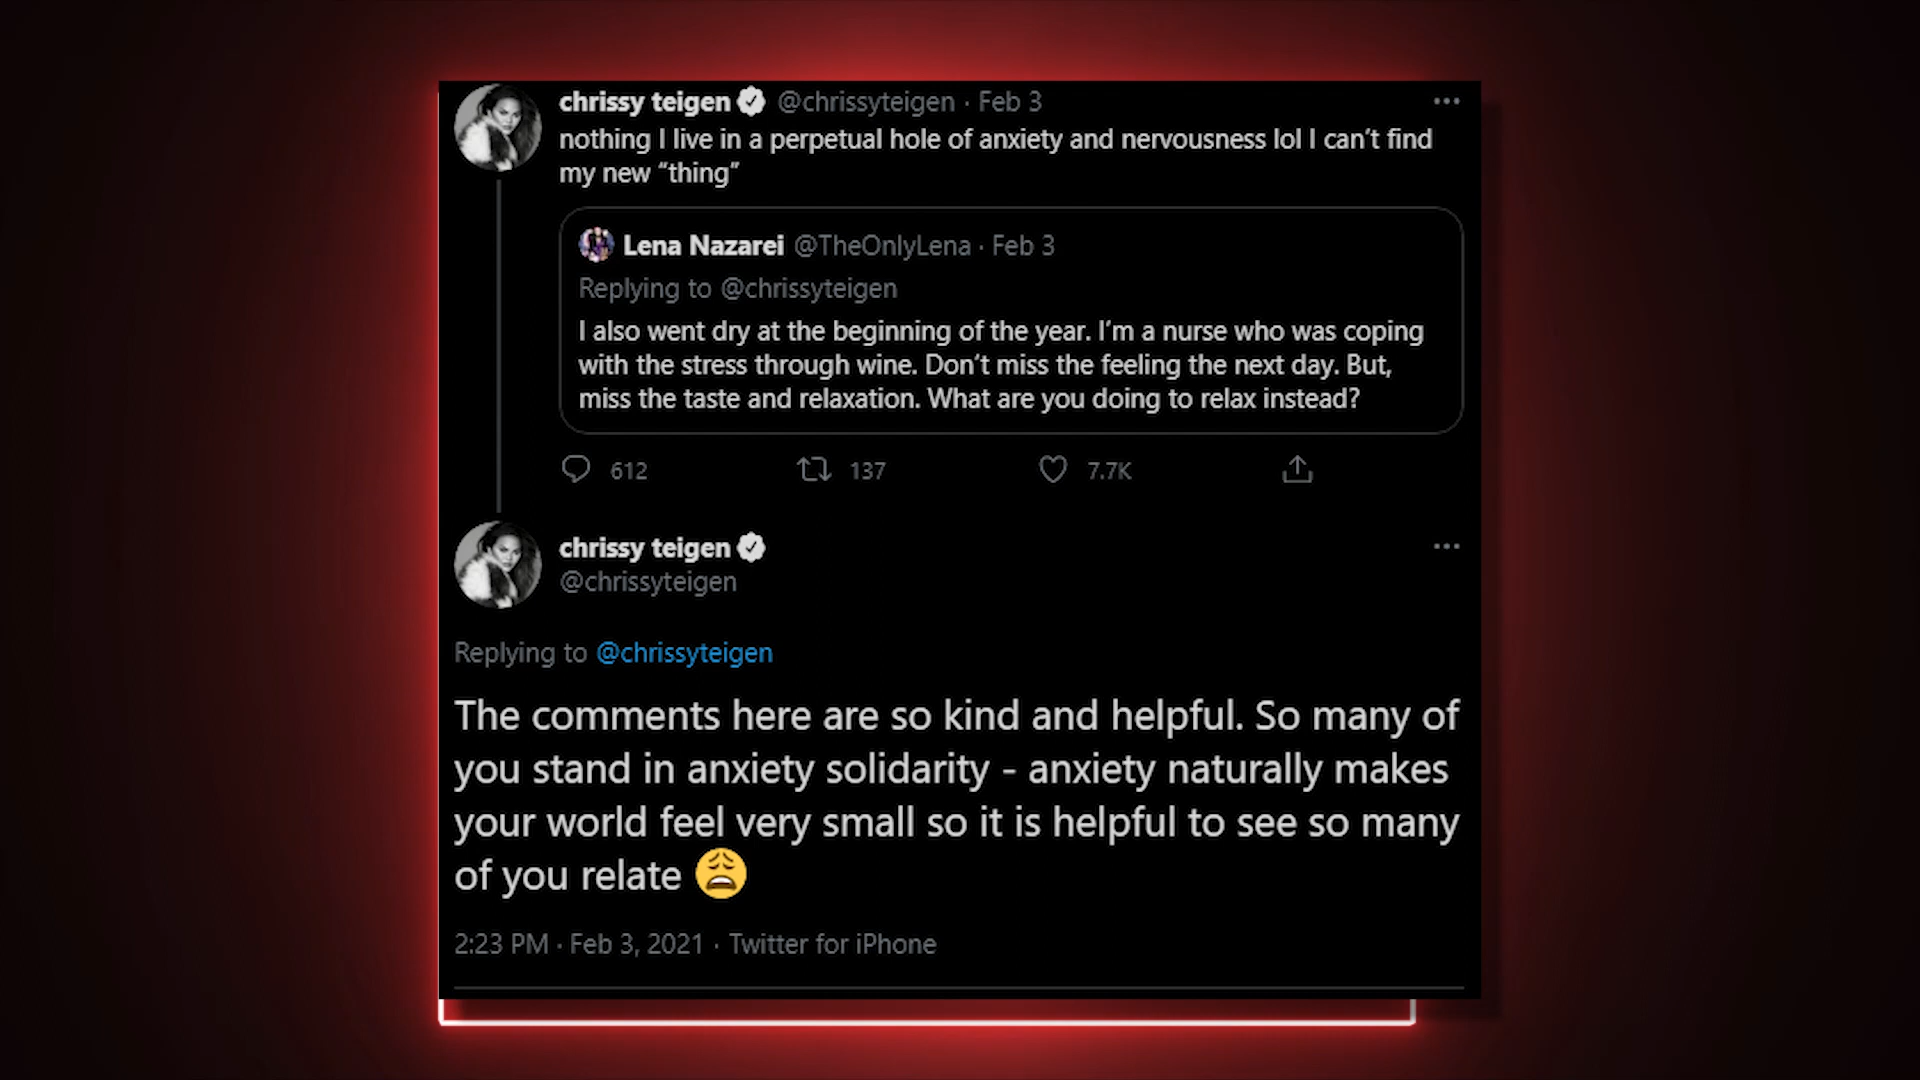 chrissy teigen @chrissyteigen · Feb 3
nothing I live in a perpetual hole of anxiety and nervousness lol I can’t find
my new “thing”
Lena Nazarei @TheOnlyLena · Feb 3
Replying to @chrissyteigen
I also went dry at the beginning of the year. I’m a nurse who was coping
with the stress through wine. Don’t miss the feeling the next day. But,
miss the taste and relaxation. What are you doing to relax instead?
612 137 7.7K
chrissy teigen
@chrissyteigen
Replying to @chrissyteigen
The comments here are so kind and helpful. So many of
you stand in anxiety solidarity - anxiety naturally makes
your world feel very small so it is helpful to see so many
of you relate 😩
2:23 PM · Feb 3, 2021 · Twitter for iPhone